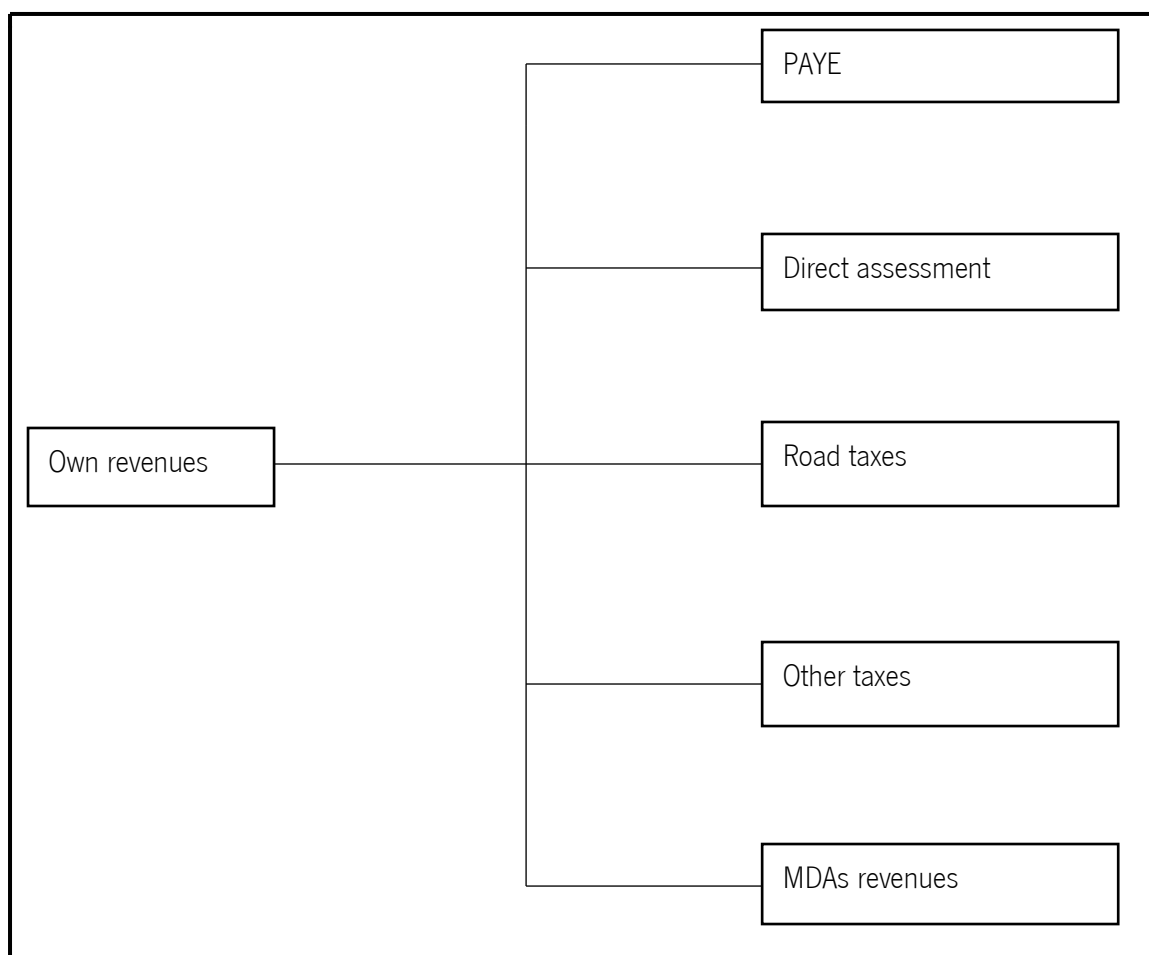 PAYE
Direct assessment
Own revenues
Road taxes
Other taxes
MDAs revenues